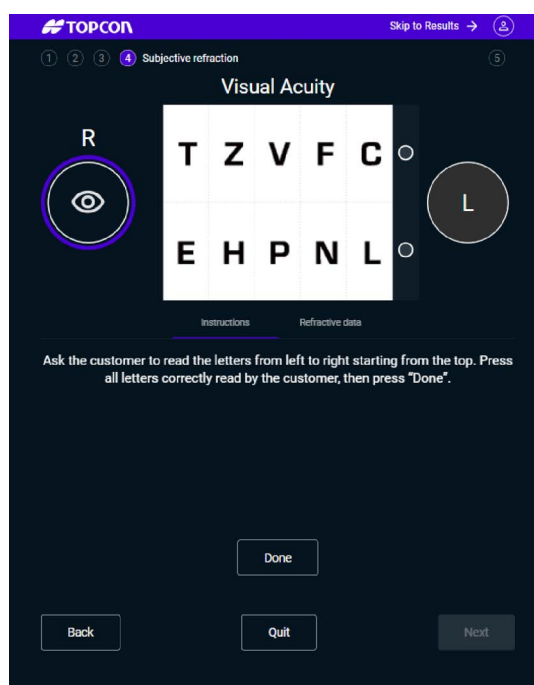 TOPCON
Skip to Results →
1 2 3 4 Subjective refraction 5
Visual Acuity
R
T Z V F C
L
E H P N L
Instructions Refractive data
Ask the customer to read the letters from left to right starting from the top. Press
all letters correctly read by the customer, then press "Done".
Done
Back Quit Next